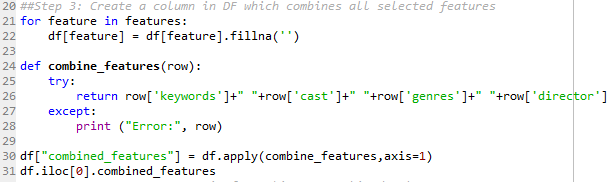 20 ##Step 3: Create a column in DF which combines all selected features
21 for feature in features:
22     df[feature] = df[feature].fillna('')
23
24 def combine_features(row):
25     try:
26         return row['keywords']+" "+row['cast']+" "+row['genres']+" "+row['director']
27     except:
28         print ("Error:", row)
29
30 df["combined_features"] = df.apply(combine_features,axis=1)
31 df.iloc[0].combined_features